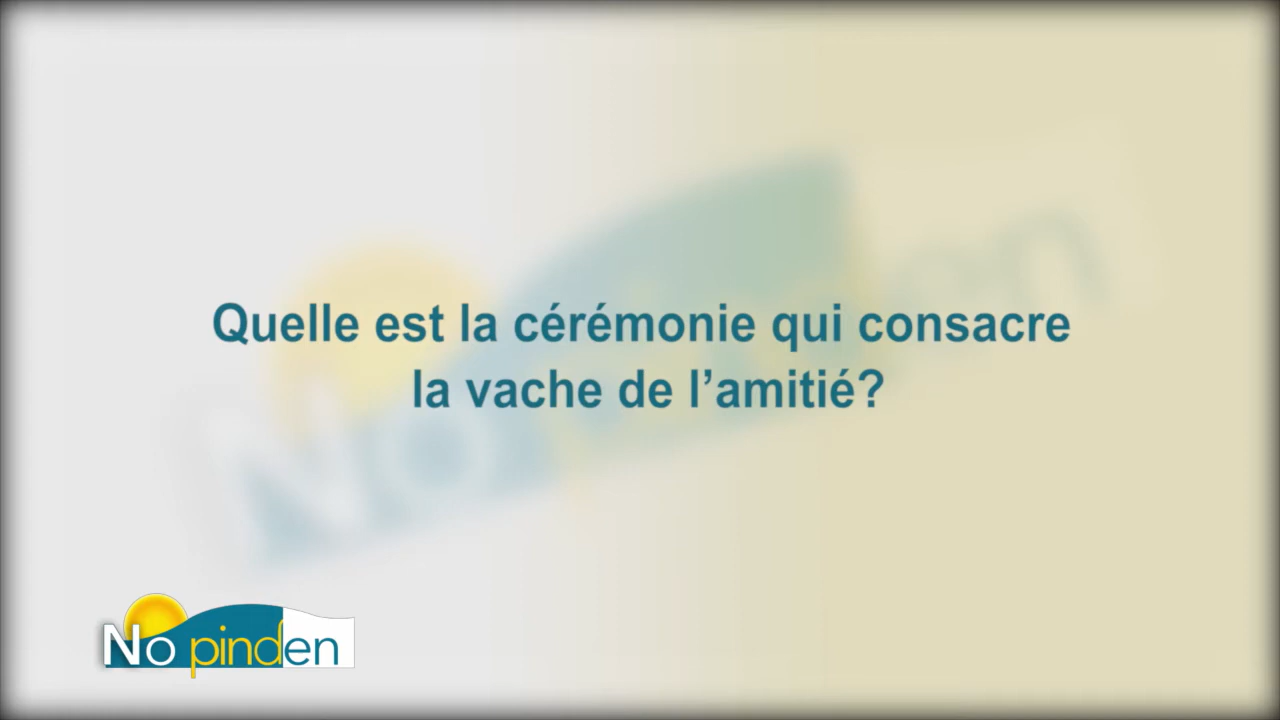 Quelle est la cérémonie qui consacre
la vache de l’amitié?
No pinden